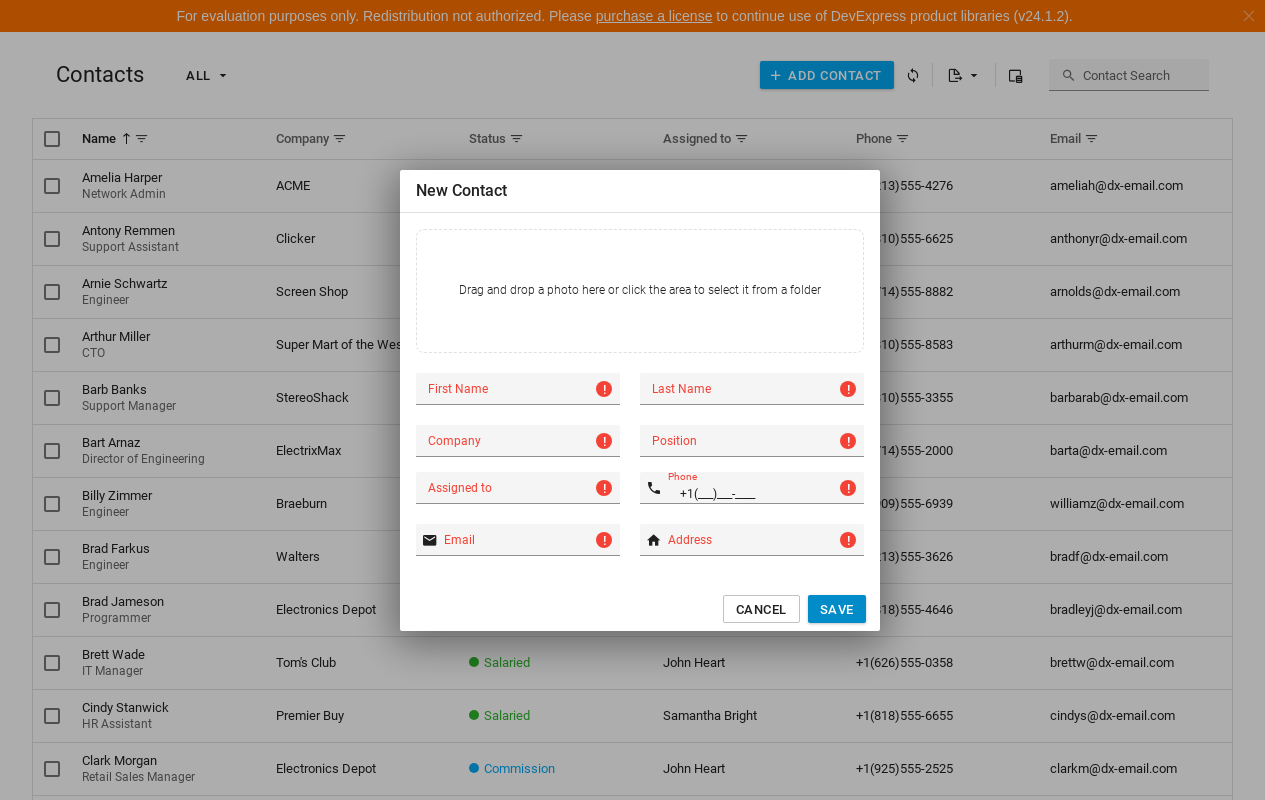 For evaluation purposes only. Redistribution not authorized. Please purchase a license to continue use of DevExpress product libraries (v24.1.2).
Contacts ALL ADD CONTACT Contact Search
Name Company Status Assigned to Phone Email
Amelia Harper
Network Admin
ACME
13)555-4276
ameliah@dx-email.com
Antony Remmen
Support Assistant
Clicker
10)555-6625
anthonyr@dx-email.com
Arnie Schwartz
Engineer
Screen Shop
14)555-8882
arnolds@dx-email.com
Arthur Miller
CTO
Super Mart of the Wes
10)555-8583
arthurm@dx-email.com
Barb Banks
Support Manager
StereoShack
10)555-3355
barbarab@dx-email.com
Bart Arnaz
Director of Engineering
ElectrixMax
14)555-2000
barta@dx-email.com
Billy Zimmer
Engineer
Braeburn
09)555-6939
williamz@dx-email.com
Brad Farkus
Engineer
Walters
13)555-3626
bradf@dx-email.com
Brad Jameson
Programmer
Electronics Depot
18)555-4646
bradleyj@dx-email.com
Brett Wade
IT Manager
Tom's Club
Salaried
John Heart
+1(626)555-0358
brettw@dx-email.com
Cindy Stanwick
HR Assistant
Premier Buy
Salaried
Samantha Bright
+1(818)555-6655
cindys@dx-email.com
Clark Morgan
Retail Sales Manager
Electronics Depot
Commission
John Heart
+1(925)555-2525
clarkm@dx-email.com
New Contact
Drag and drop a photo here or click the area to select it from a folder
First Name
Last Name
Company
Position
Assigned to
Phone
+1(___)___-____
Email
Address
CANCEL SAVE